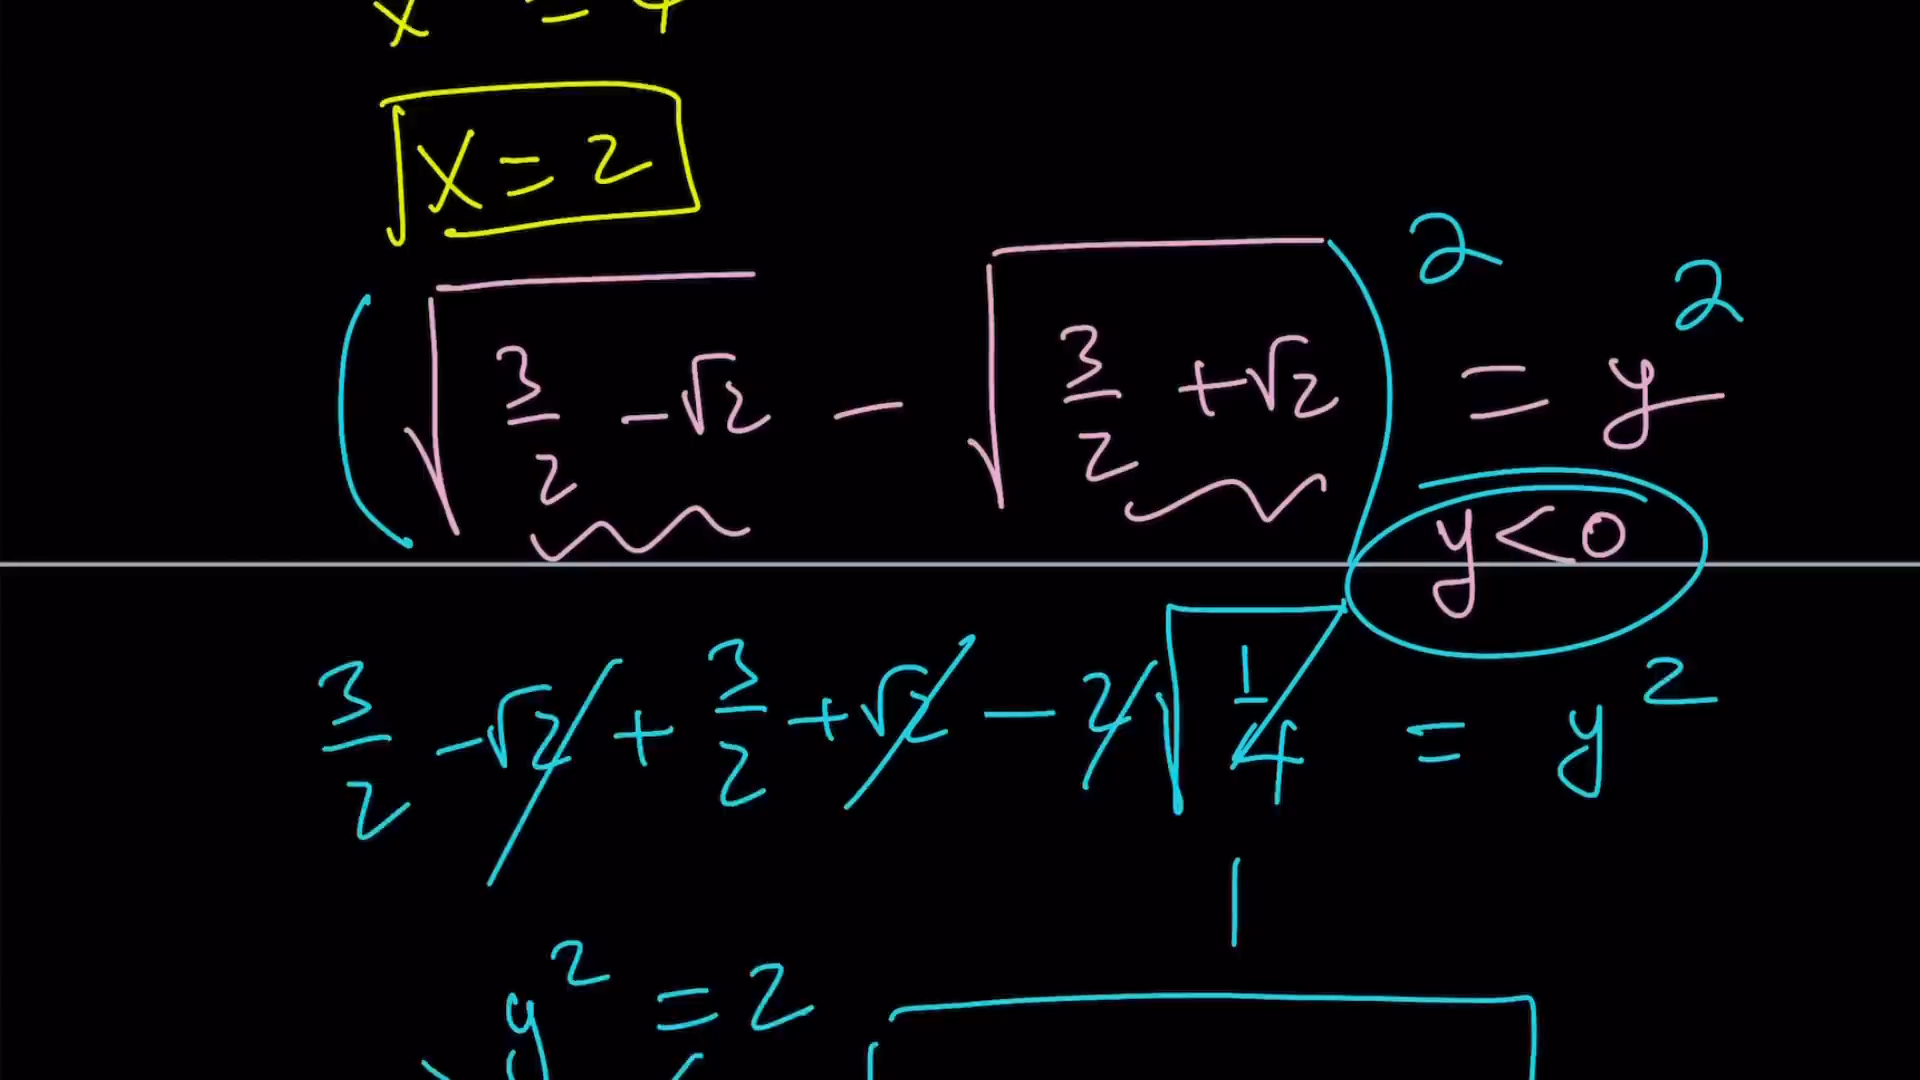 x = 4
x = 2
(√(3/2 - √2) - √(3/2 + √2))² = y²
y < 0
3/2 - √2 + 3/2 + √2 - 2√(1/4) = y²
1
y² = 2